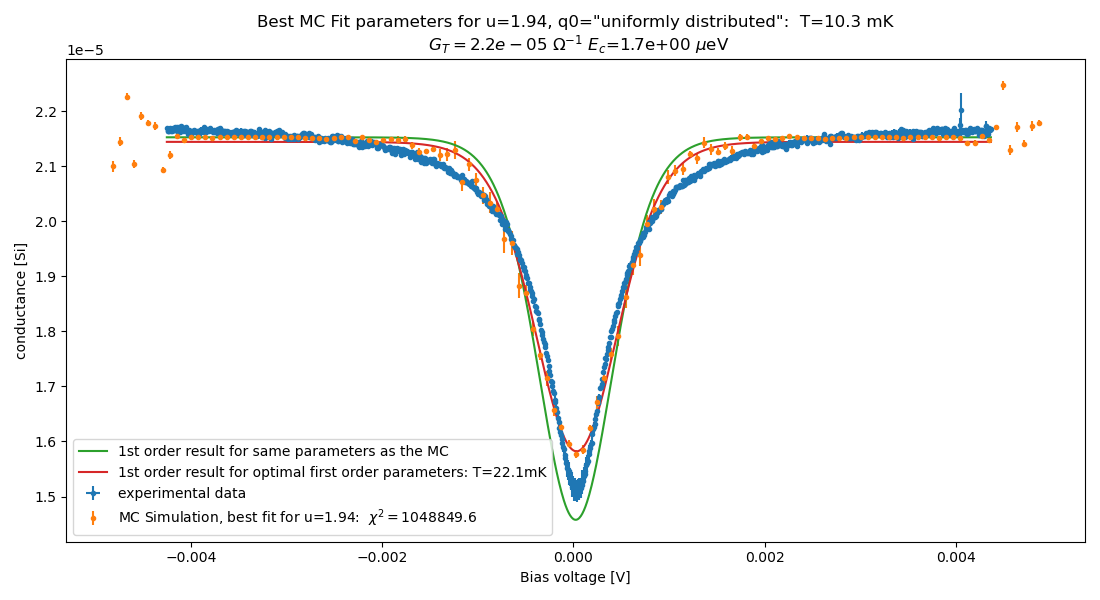 Best MC Fit parameters for u=1.94, q0="uniformly distributed":  T=10.3 mK
G_T = 2.2e − 05 Ω⁻¹ E_c=1.7e+00 μeV
1e−5
2.2
2.1
2.0
1.9
1.8
1.7
1.6
1.5
conductance [Si]
1st order result for same parameters as the MC
1st order result for optimal first order parameters: T=22.1mK
experimental data
MC Simulation, best fit for u=1.94:  χ² = 1048849.6
−0.004 −0.002 0.000 0.002 0.004
Bias voltage [V]